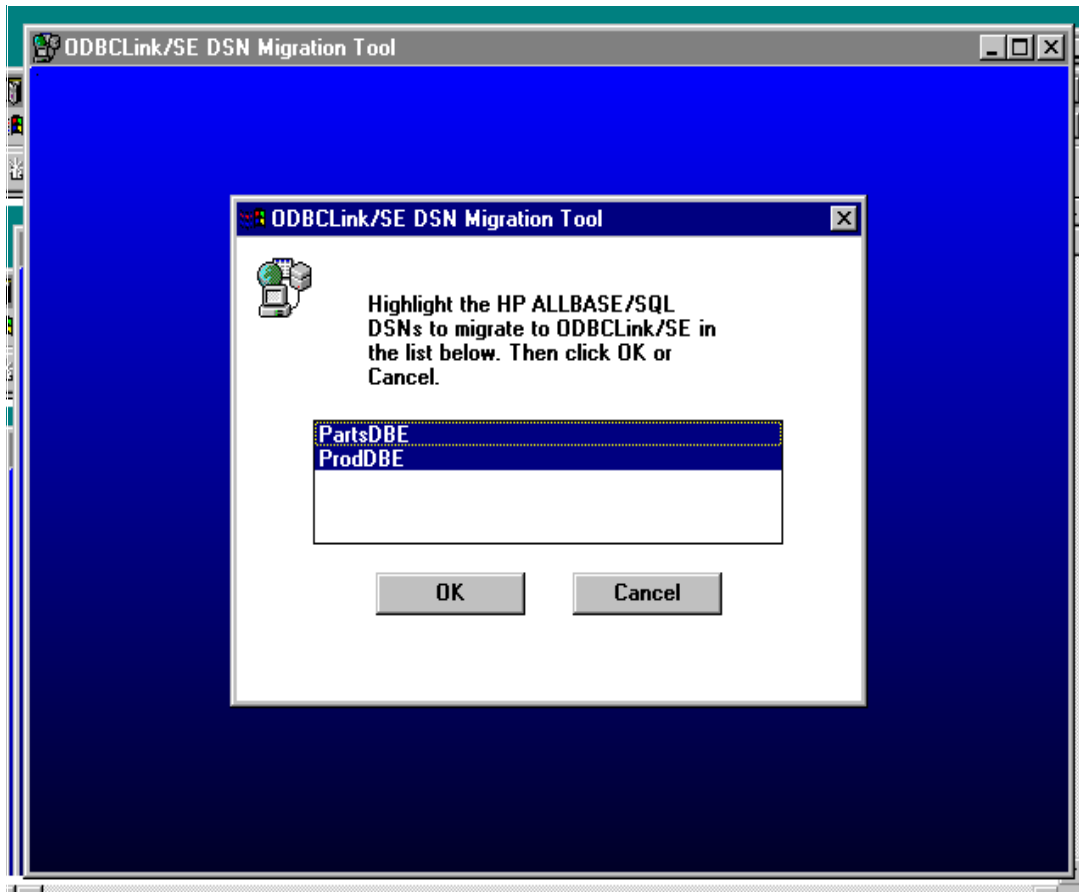 ODBCLink/SE DSN Migration Tool
ODBCLink/SE DSN Migration Tool
Highlight the HP ALLBASE/SQL
DSNs to migrate to ODBCLink/SE in
the list below. Then click OK or
Cancel.
PartsDBE
ProdDBE
OK Cancel